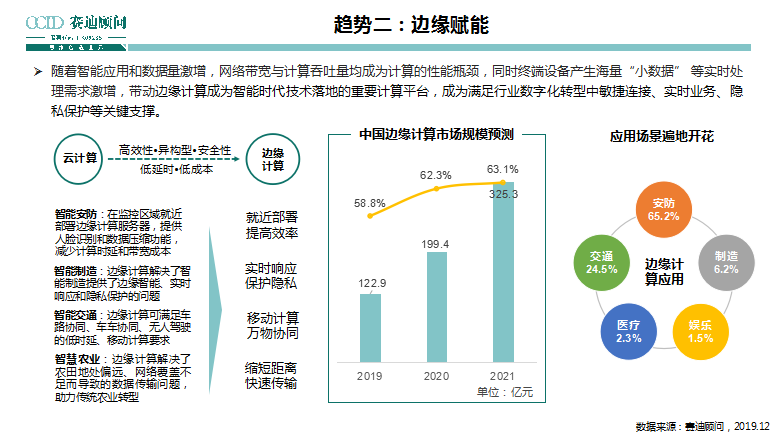 CCID 赛迪顾问
趋势二：边缘赋能
随着智能应用和数据量激增，网络带宽与计算吞吐量均成为计算的性能瓶颈，同时终端设备产生海量“小数据” 等实时处
理需求激增，带动边缘计算成为智能时代技术落地的重要计算平台，成为满足行业数字化转型中敏捷连接、实时业务、隐
私保护等关键支撑。
云计算
高效性•异构型•安全性
低延时•低成本
边缘
计算
智能安防：在监控区域就近
部署边缘计算服务器，提供
人脸识别和数据压缩功能，
减少计算时延和带宽成本
智能制造：边缘计算解决了智
能制造提供了边缘智能、实时
响应和隐私保护的问题
智能交通：边缘计算可满足车
路协同、车车协同、无人驾驶
的低时延、移动计算要求
智慧农业：边缘计算解决了
农田地处偏远、网络覆盖不
足而导致的数据传输问题，
助力传统农业转型
就近部署
提高效率
实时响应
保护隐私
移动计算
万物协同
缩短距离
快速传输
中国边缘计算市场规模预测
58.8%
62.3%
63.1%
122.9
199.4
325.3
2019
2020
2021
单位：亿元
应用场景遍地开花
安防
65.2%
交通
24.5%
制造
6.2%
边缘计
算应用
医疗
2.3%
娱乐
1.5%
数据来源：赛迪顾问，2019.12